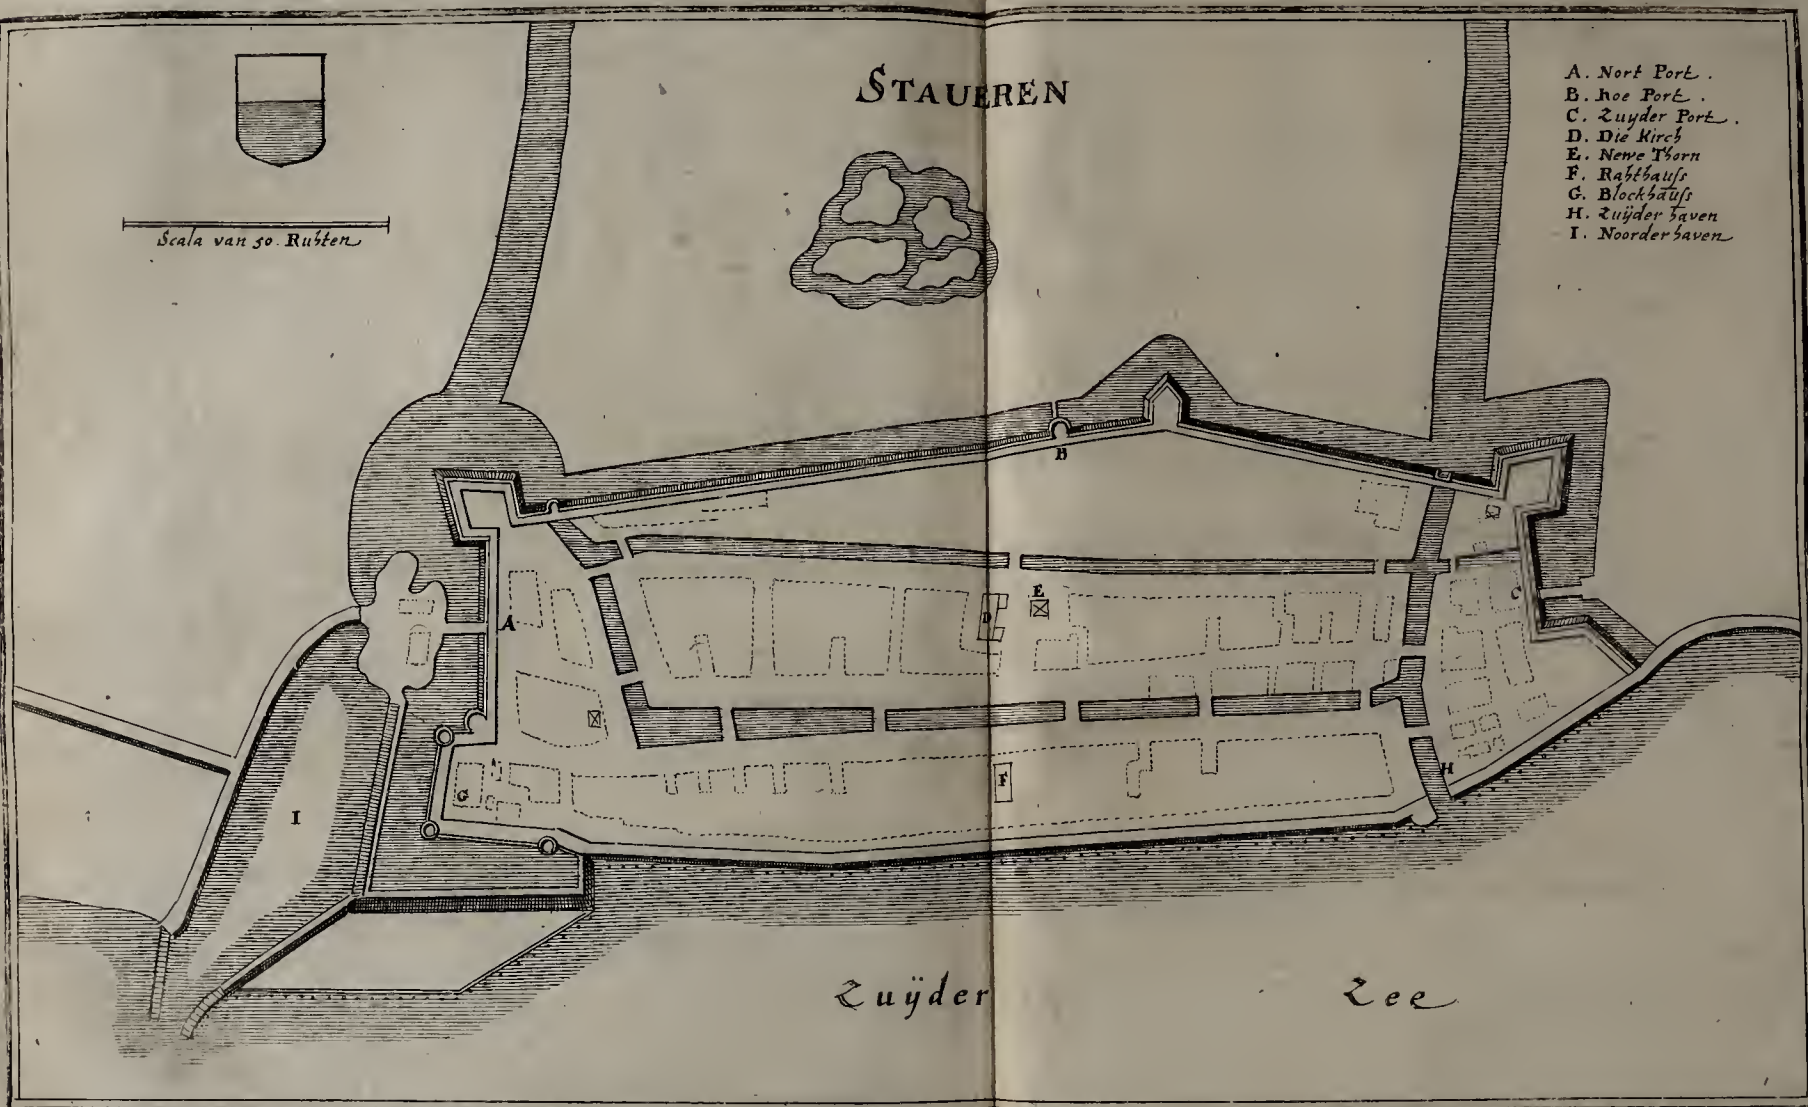 STAUEREN
Scala van 50. Ruhten
A. Nort Port.
B. koe Port.
C. Zuyder Port.
D. Die Kirch
E. Newe Thorn
F. Rahthauſs
G. Blockhauſs
H. Zuÿder haven
I. Noorder haven
B
A
E
D
C
I
G
F
H
Zuÿder Zee